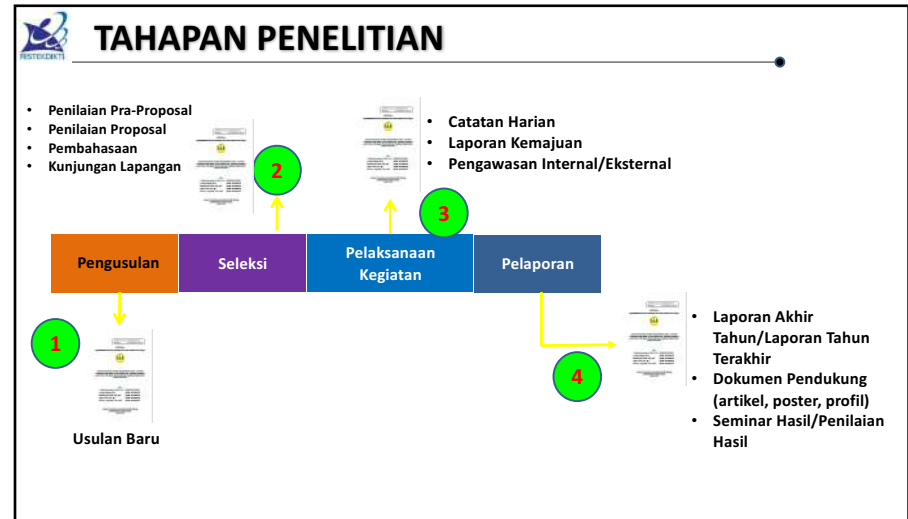 RISTEKDIKTI
TAHAPAN PENELITIAN
• Penilaian Pra-Proposal
• Penilaian Proposal
• Pembahasaan
• Kunjungan Lapangan
2
• Catatan Harian
• Laporan Kemajuan
• Pengawasan Internal/Eksternal
3
Pengusulan
Seleksi
Pelaksanaan
Kegiatan
Pelaporan
1
Usulan Baru
4
• Laporan Akhir
Tahun/Laporan Tahun
Terakhir
• Dokumen Pendukung
(artikel, poster, profil)
• Seminar Hasil/Penilaian
Hasil